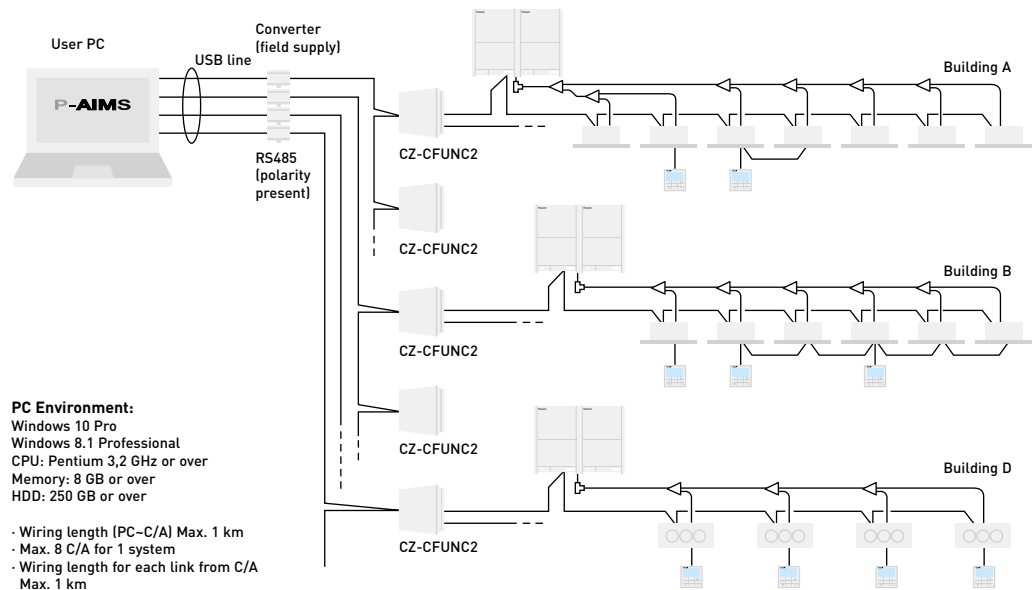 User PC
USB line
Converter
(field supply)
P-AIMS
RS485
(polarity
present)
CZ-CFUNC2
Building A
CZ-CFUNC2
Building B
CZ-CFUNC2
CZ-CFUNC2
Building D
CZ-CFUNC2
PC Environment:
Windows 10 Pro
Windows 8.1 Professional
CPU: Pentium 3,2 GHz or over
Memory: 8 GB or over
HDD: 250 GB or over
· Wiring length (PC~C/A) Max. 1 km
· Max. 8 C/A for 1 system
· Wiring length for each link from C/A
Max. 1 km